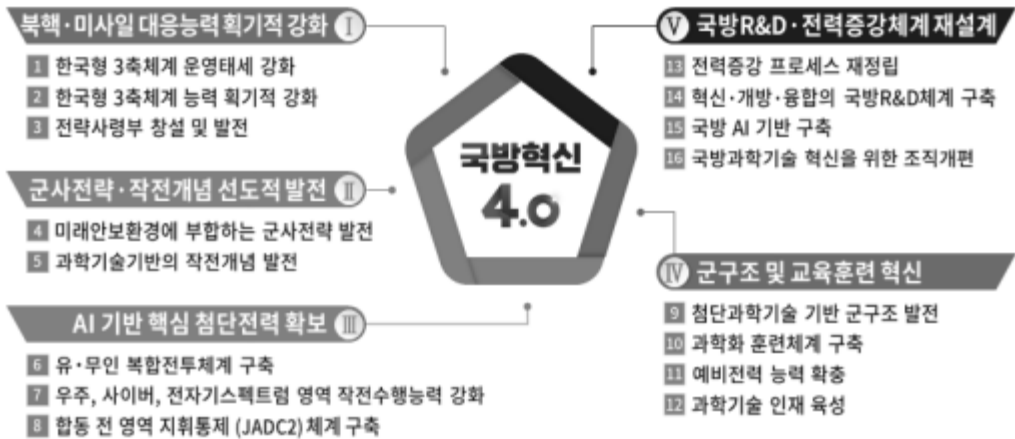 북핵·미사일 대응능력 획기적 강화 Ⅰ
1 한국형 3축체계 운영태세 강화
2 한국형 3축체계 능력 획기적 강화
3 전략사령부 창설 및 발전
군사전략·작전개념 선도적 발전 Ⅱ
4 미래안보환경에 부합하는 군사전략 발전
5 과학기술기반의 작전개념 발전
AI 기반 핵심 첨단전력 확보 Ⅲ
6 유·무인 복합전투체계 구축
7 우주, 사이버, 전자기스펙트럼 영역 작전수행능력 강화
8 합동 전 영역 지휘통제 (JADC2) 체계 구축
국방혁신
4.0
Ⅴ 국방R&D·전력증강체계 재설계
13 전력증강 프로세스 재정립
14 혁신·개방·융합의 국방R&D체계 구축
15 국방 AI 기반 구축
16 국방과학기술 혁신을 위한 조직개편
Ⅳ 군구조 및 교육훈련 혁신
9 첨단과학기술 기반 군구조 발전
10 과학화 훈련체계 구축
11 예비전력 능력 확충
12 과학기술 인재 육성